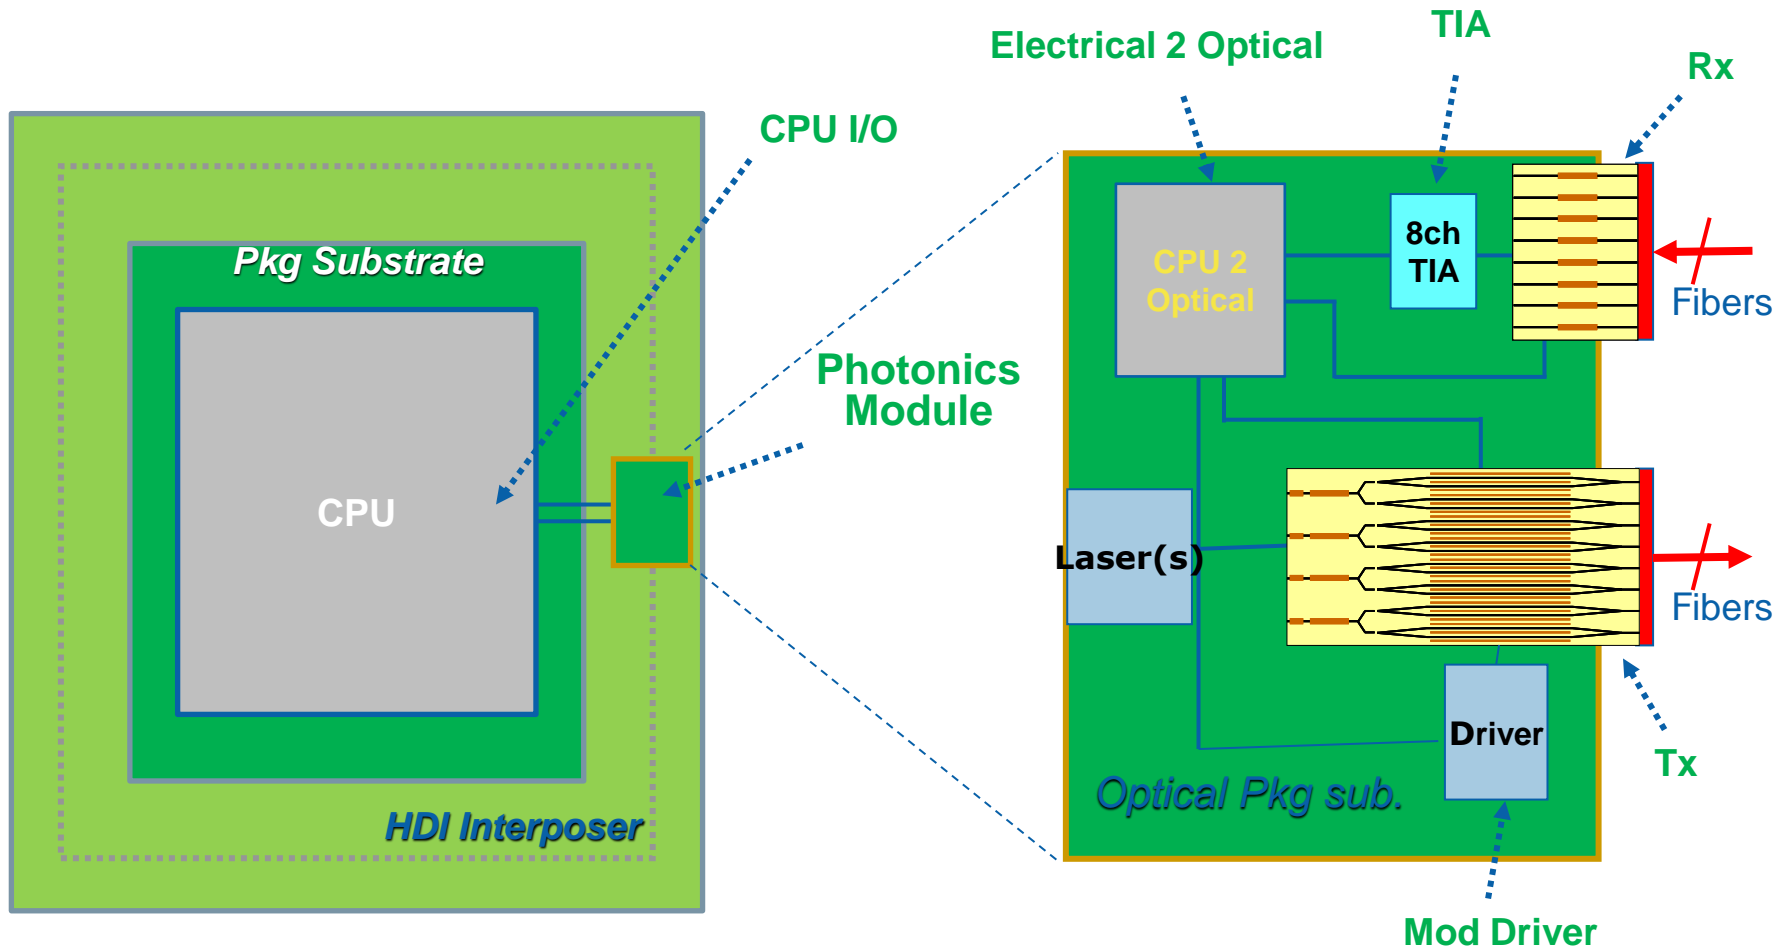 Electrical 2 Optical
TIA
Rx
CPU I/O
Pkg Substrate
CPU
HDI Interposer
Photonics
Module
CPU 2
Optical
8ch
TIA
Fibers
Laser(s)
Fibers
Driver
Tx
Optical Pkg sub.
Mod Driver